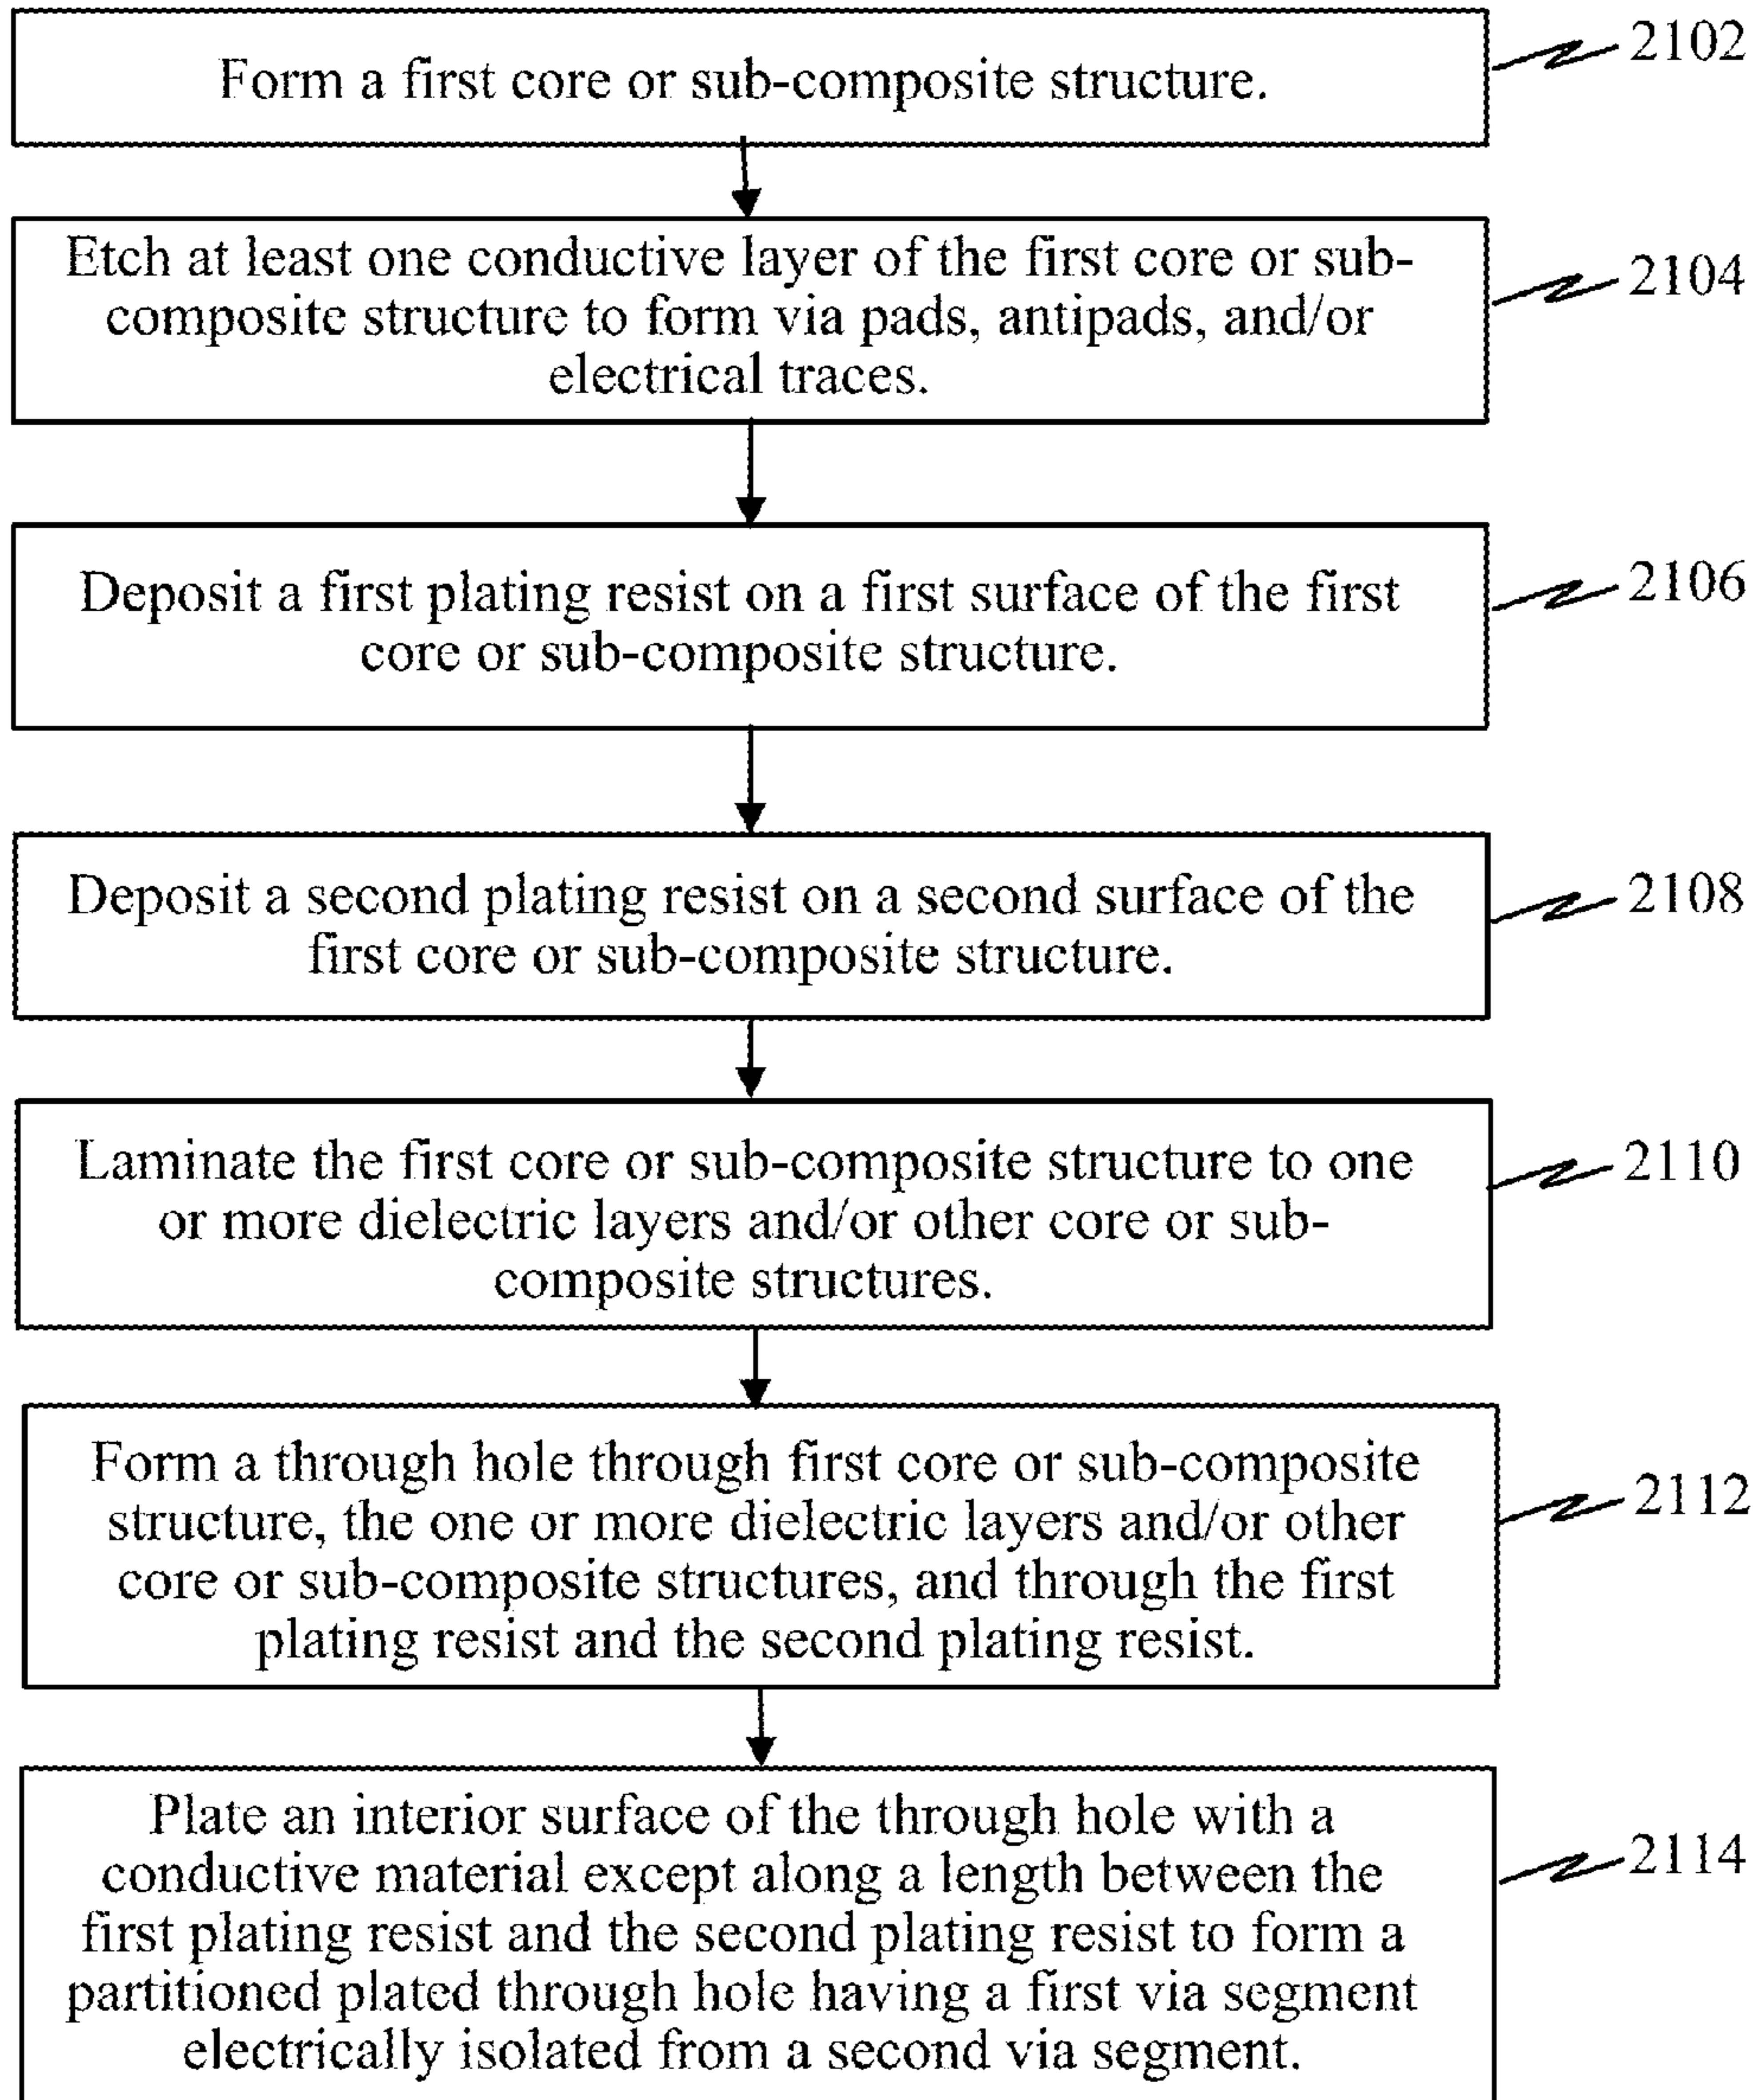 Form a first core or sub-composite structure.
2102
Etch at least one conductive layer of the first core or sub-
composite structure to form via pads, antipads, and/or
electrical traces.
2104
Deposit a first plating resist on a first surface of the first
core or sub-composite structure.
2106
Deposit a second plating resist on a second surface of the
first core or sub-composite structure.
2108
Laminate the first core or sub-composite structure to one
or more dielectric layers and/or other core or sub-
composite structures.
2110
Form a through hole through first core or sub-composite
structure, the one or more dielectric layers and/or other
core or sub-composite structures, and through the first
plating resist and the second plating resist.
2112
Plate an interior surface of the through hole with a
conductive material except along a length between the
first plating resist and the second plating resist to form a
partitioned plated through hole having a first via segment
electrically isolated from a second via segment.
2114